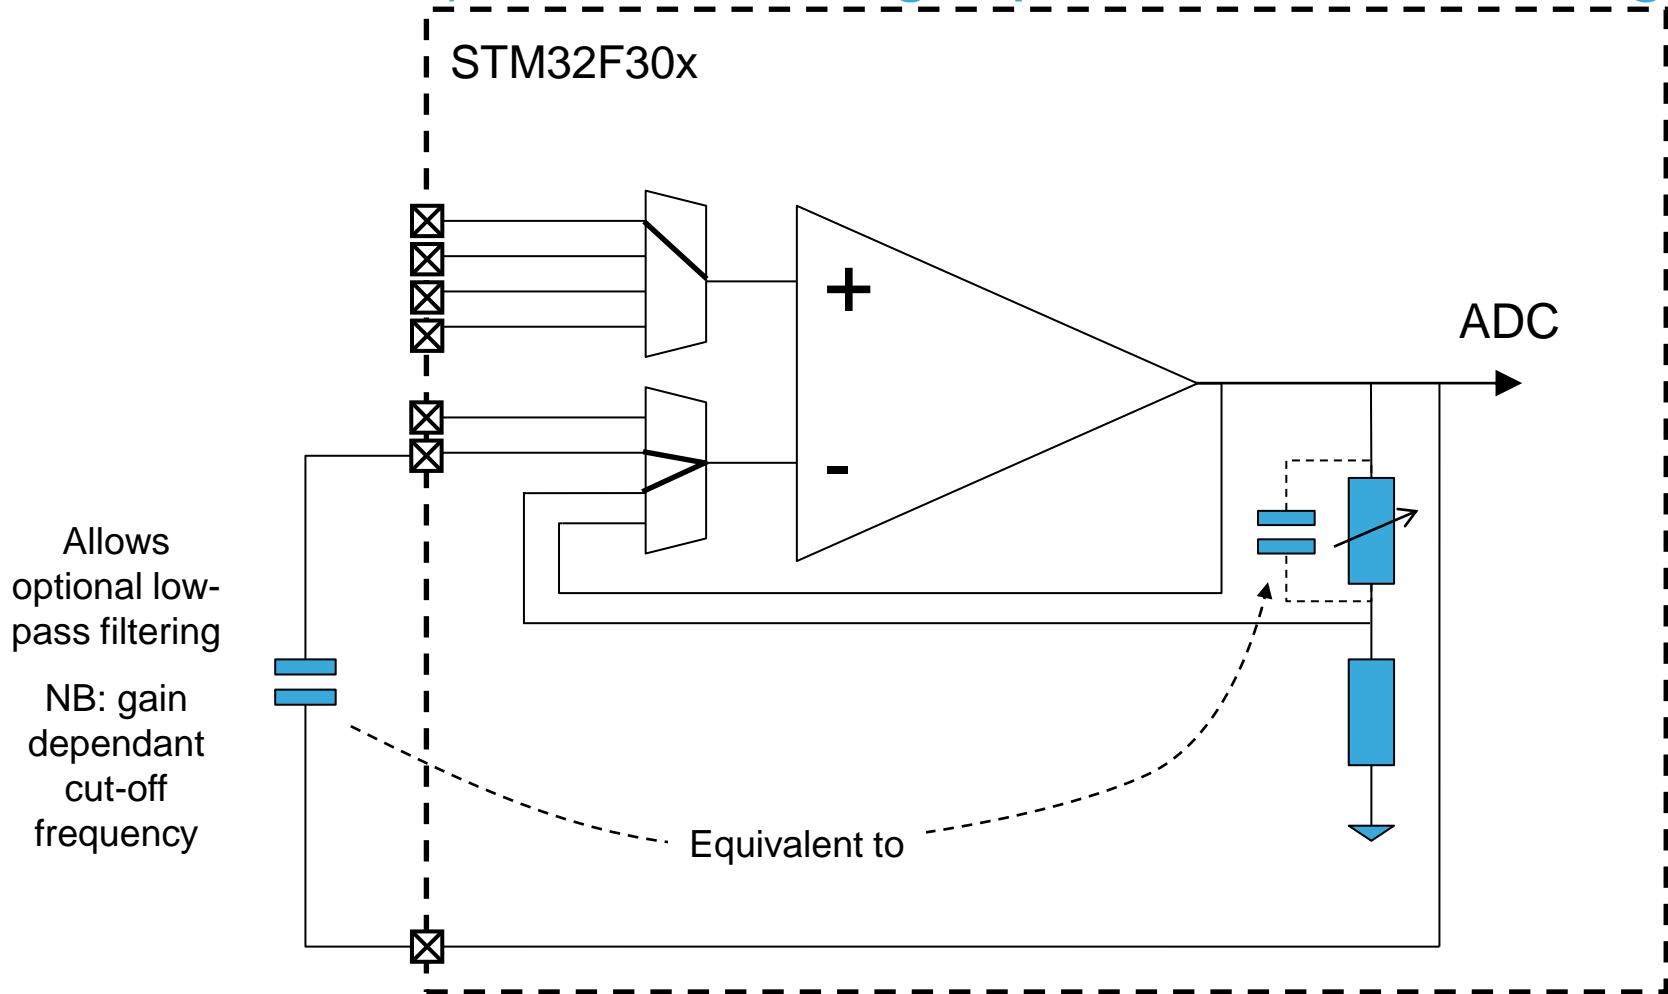 STM32F30x
+
ADC
-
Allows
optional low-
pass filtering
NB: gain
dependant
cut-off
frequency
Equivalent to